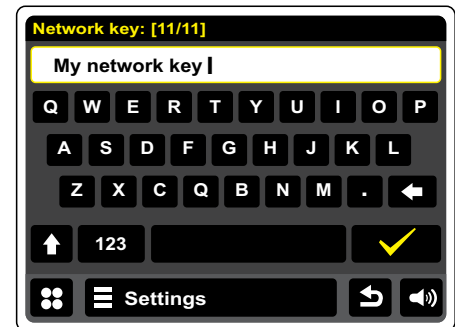 Network key: [11/11]
My network key
Q W E R T Y U I O P
A S D F G H J K L
Z X C Q B N M .
123
Settings